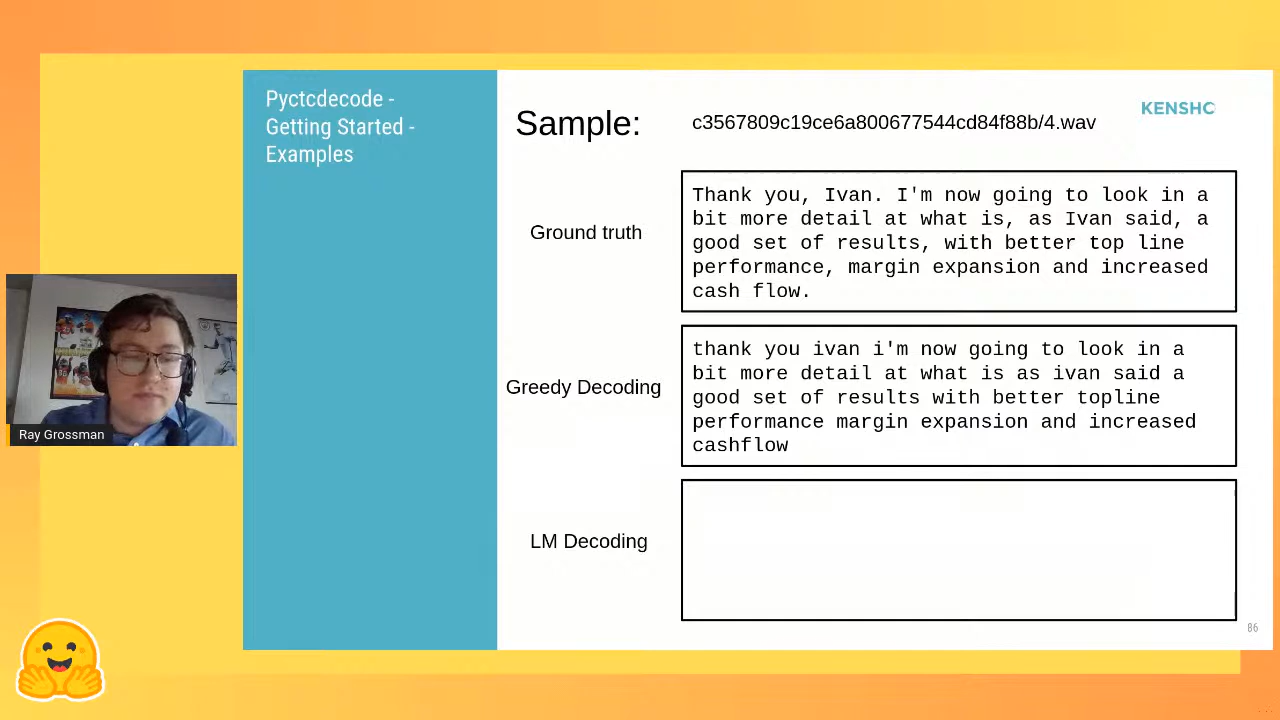 Pyctcdecode -
Getting Started -
Examples
Sample:
c3567809c19ce6a800677544cd84f88b/4.wav
KENSHO
Ground truth
Thank you, Ivan. I'm now going to look in a
bit more detail at what is, as Ivan said, a
good set of results, with better top line
performance, margin expansion and increased
cash flow.
Greedy Decoding
thank you ivan i'm now going to look in a
bit more detail at what is as ivan said a
good set of results with better topline
performance margin expansion and increased
cashflow
LM Decoding
86
Ray Grossman